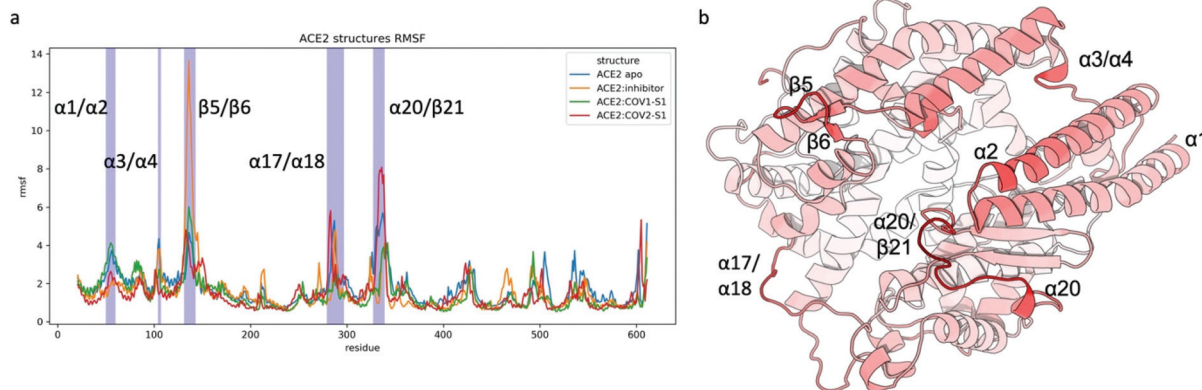 a
ACE2 structures RMSF
14
12
10
8
6
4
2
0
rmsf
0 100 200 300 400 500 600
residue
structure
ACE2 apo
ACE2:inhibitor
ACE2:COV1-S1
ACE2:COV2-S1
α1/α2
α3/α4
β5/β6
α17/α18
α20/β21
b
α3/α4
β5
β6
α2
α20/
β21
α17/
α18
α20